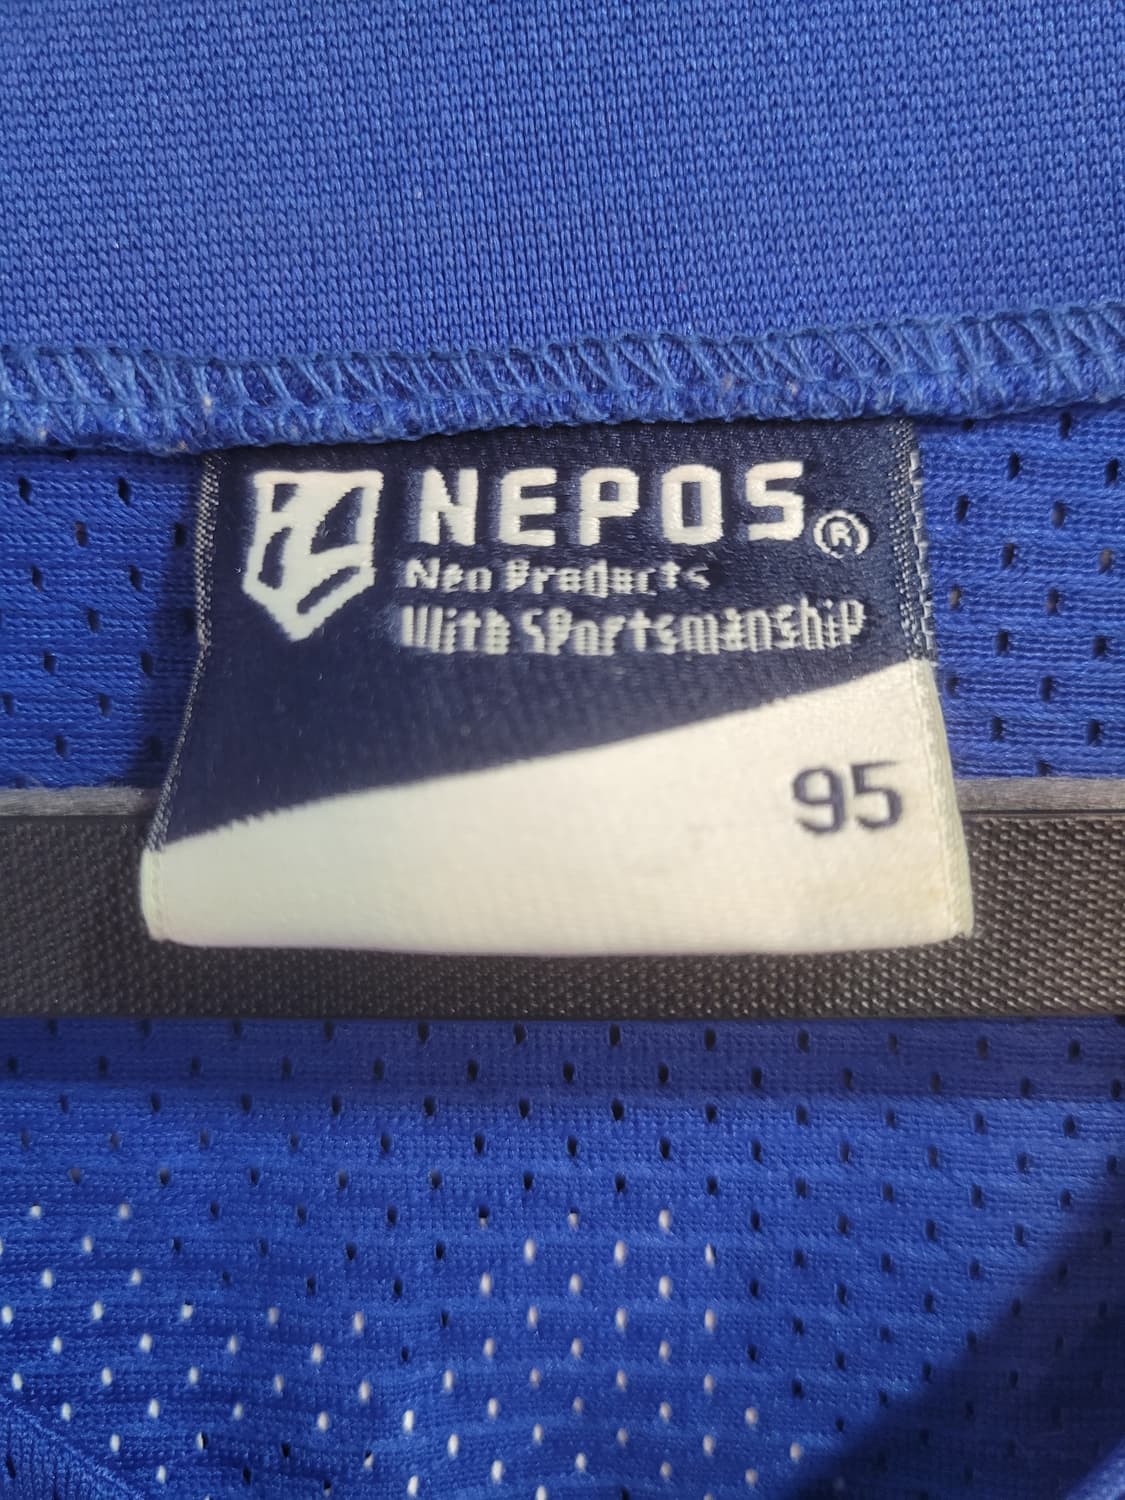 NEPOS®
Neo Products
With SPortsmanshiP
95